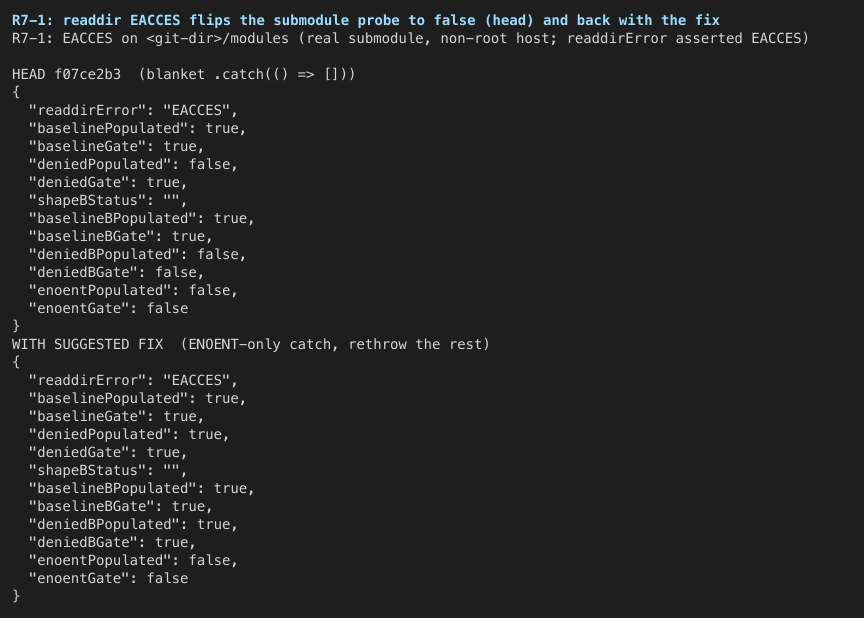 R7-1: readdir EACCES flips the submodule probe to false (head) and back with the fix
R7-1: EACCES on <git-dir>/modules (real submodule, non-root host; readdirError asserted EACCES)
HEAD f07ce2b3  (blanket .catch(() => []))
{
  "readdirError": "EACCES",
  "baselinePopulated": true,
  "baselineGate": true,
  "deniedPopulated": false,
  "deniedGate": true,
  "shapeBStatus": "",
  "baselineBPopulated": true,
  "baselineBGate": true,
  "deniedBPopulated": false,
  "deniedBGate": false,
  "enoentPopulated": false,
  "enoentGate": false
}
WITH SUGGESTED FIX  (ENOENT-only catch, rethrow the rest)
{
  "readdirError": "EACCES",
  "baselinePopulated": true,
  "baselineGate": true,
  "deniedPopulated": true,
  "deniedGate": true,
  "shapeBStatus": "",
  "baselineBPopulated": true,
  "baselineBGate": true,
  "deniedBPopulated": true,
  "deniedBGate": true,
  "enoentPopulated": false,
  "enoentGate": false
}